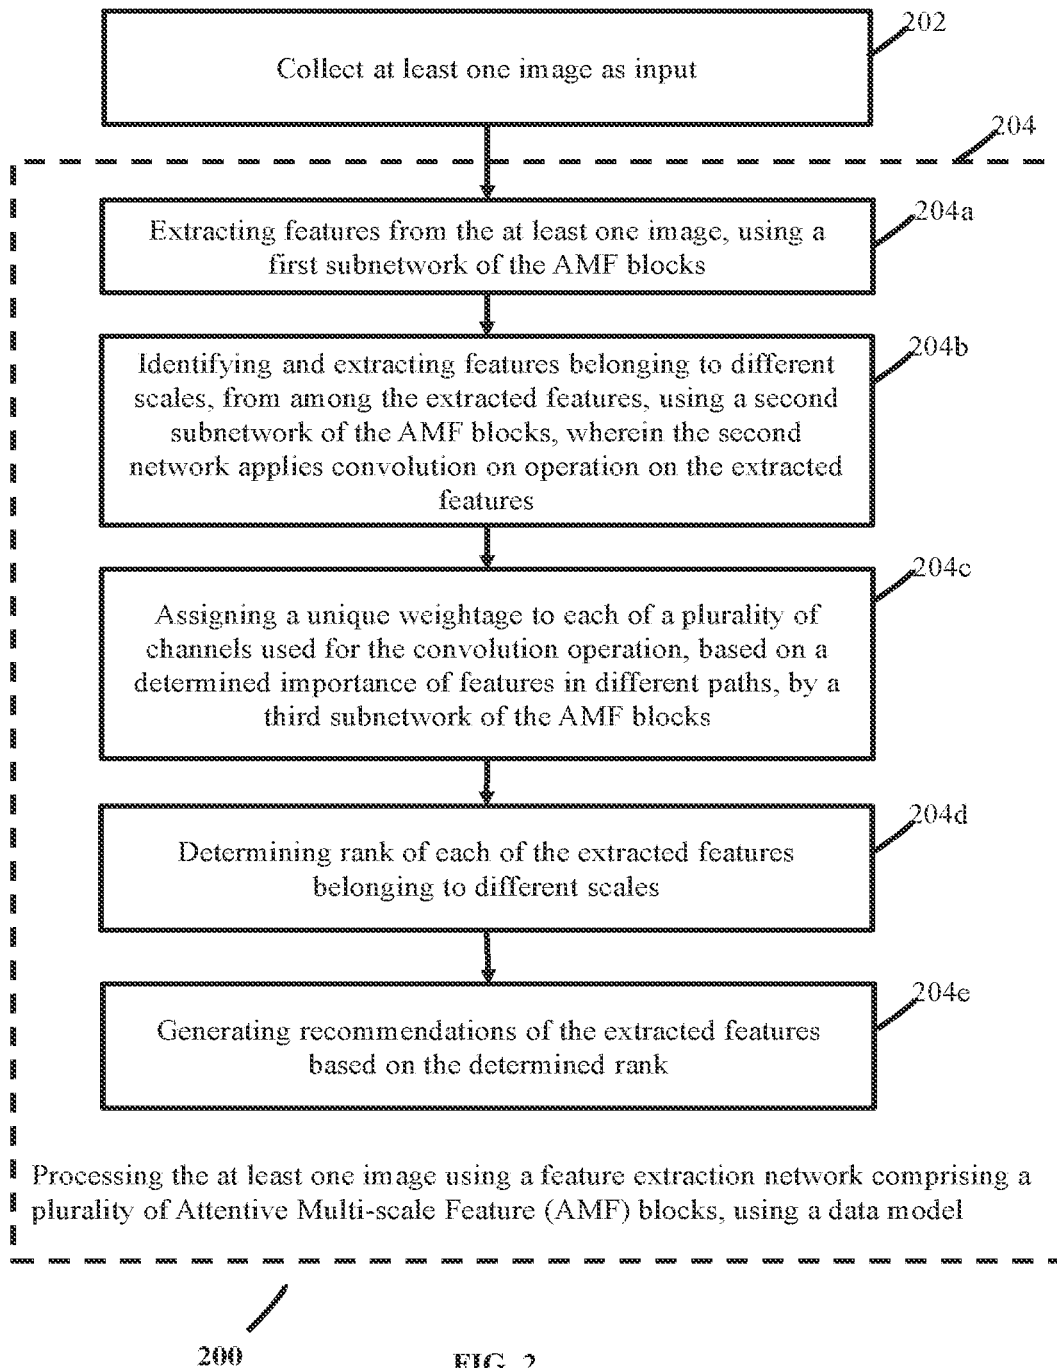 202
Collect at least one image as input
204
204a
Extracting features from the at least one image, using a
first subnetwork of the AMF blocks
204b
Identifying and extracting features belonging to different
scales, from among the extracted features, using a second
subnetwork of the AMF blocks, wherein the second
network applies convolution on operation on the extracted
features
204c
Assigning a unique weightage to each of a plurality of
channels used for the convolution operation, based on a
determined importance of features in different paths, by a
third subnetwork of the AMF blocks
204d
Determining rank of each of the extracted features
belonging to different scales
204e
Generating recommendations of the extracted features
based on the determined rank
Processing the at least one image using a feature extraction network comprising a
plurality of Attentive Multi-scale Feature (AMF) blocks, using a data model
200
FIG. 2